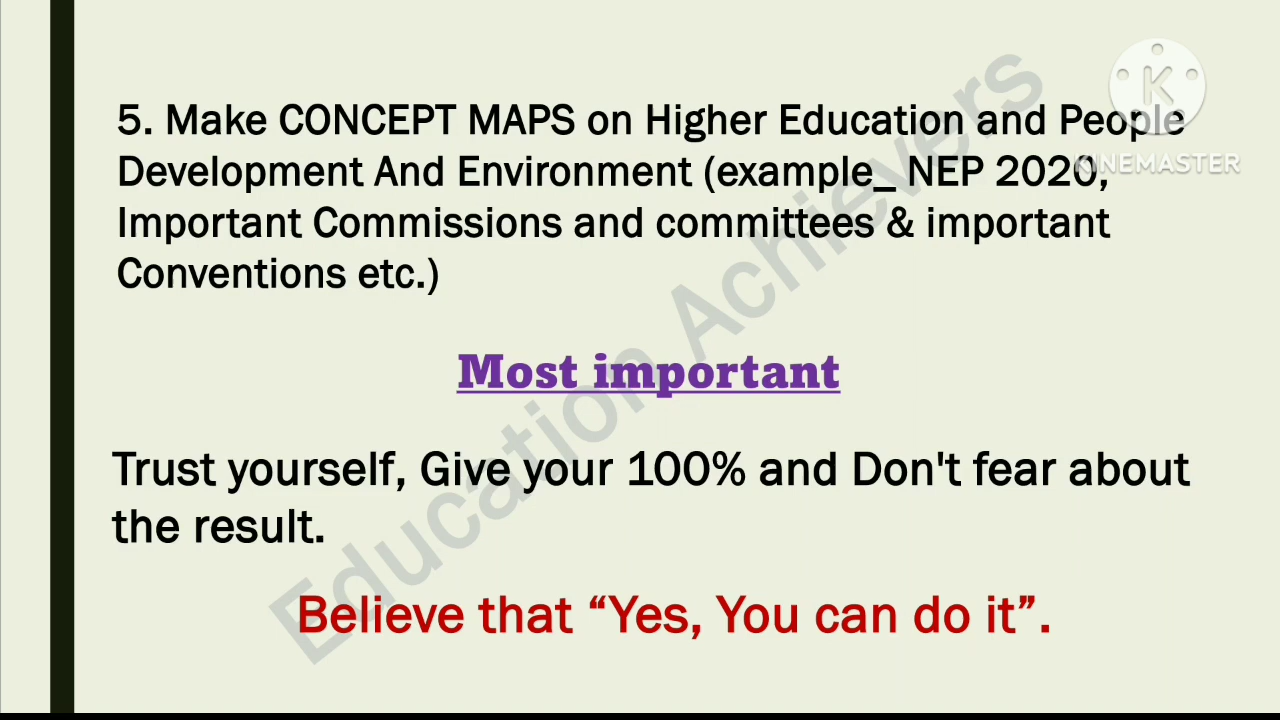 5. Make CONCEPT MAPS on Higher Education and People
Development And Environment (example_ NEP 2020,
Important Commissions and committees & important
Conventions etc.)
Most important
Trust yourself, Give your 100% and Don't fear about
the result.
Believe that “Yes, You can do it”.
Education Achievers
K
KINEMASTER